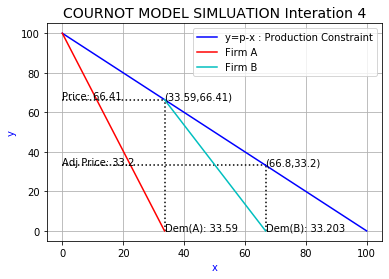 COURNOT MODEL SIMLUATION Interation 4
y=p-x : Production Constraint
Firm A
Firm B
100
80
60
40
20
0
y
Price: 66.41
(33.59,66.41)
Adj.Price: 33.2
(66.8,33.2)
Dem(A): 33.59
Dem(B): 33.203
0 20 40 60 80 100
x